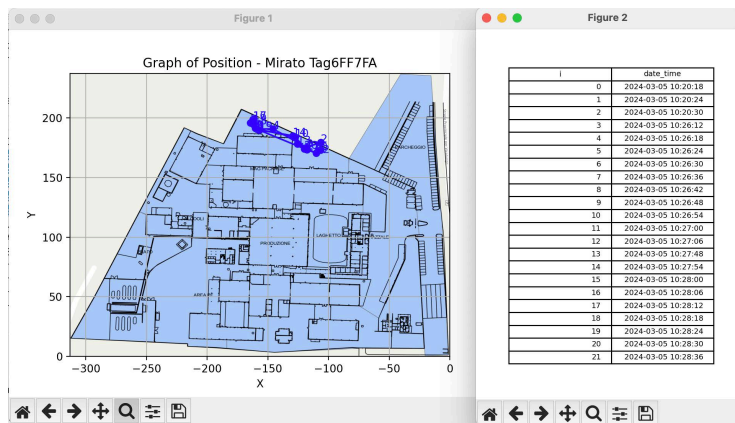 Figure 1
Graph of Position - Mirato Tag6FF7FA
200
150
100
50
0
Y
−300
−250
−200
−150
−100
−50
0
X
PRODUZIONE
LAGHETTO
Figure 2
i date_time
0 2024-03-05 10:20:18
1 2024-03-05 10:20:24
2 2024-03-05 10:20:30
3 2024-03-05 10:26:12
4 2024-03-05 10:26:18
5 2024-03-05 10:26:24
6 2024-03-05 10:26:30
7 2024-03-05 10:26:36
8 2024-03-05 10:26:42
9 2024-03-05 10:26:48
10 2024-03-05 10:26:54
11 2024-03-05 10:27:00
12 2024-03-05 10:27:06
13 2024-03-05 10:27:48
14 2024-03-05 10:27:54
15 2024-03-05 10:28:00
16 2024-03-05 10:28:06
17 2024-03-05 10:28:12
18 2024-03-05 10:28:18
19 2024-03-05 10:28:24
20 2024-03-05 10:28:30
21 2024-03-05 10:28:36